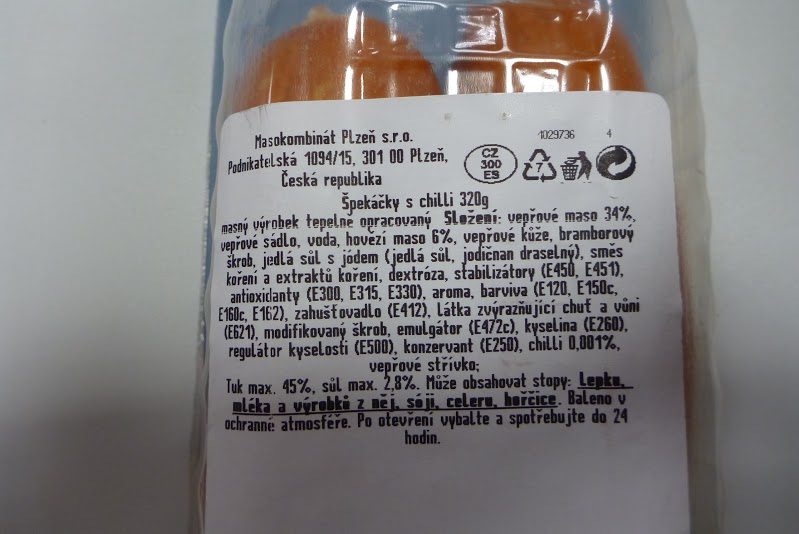 Masokombinát Plzeň s.r.o.
Podnikatelská 1094/15, 301 00 Plzeň,
Česká republika
CZ
300
ES
7
1029736 4
Špekáčky s chilli 320g
masný výrobek tepelně opracovaný Složení: vepřové maso 34%,
vepřové sádlo, voda, hovězí maso 6%, vepřové kůže, bramborový
škrob, jedlá sůl s jódem (jedlá sůl, jodičnan draselný), směs
koření a extraktů koření, dextróza, stabilizátory (E450, E451),
antioxidanty (E300, E315, E330), aroma, barviva (E120, E150c,
E160c, E162), zahušťovadlo (E412), Látka zvýrazňující chuť a vůni
(E621), modifikovaný škrob, emulgátor (E472c), kyselina (E260),
regulátor kyselosti (E500), konzervant (E250), chilli 0,001%,
vepřové střívko;
Tuk max. 45%, sůl max. 2,8%. Může obsahovat stopy: Lepku,
mléka a výrobků z něj, sóji, celeru, hořčice. Baleno v
ochranné atmosféře. Po otevření vybalte a spotřebujte do 24
hodin.